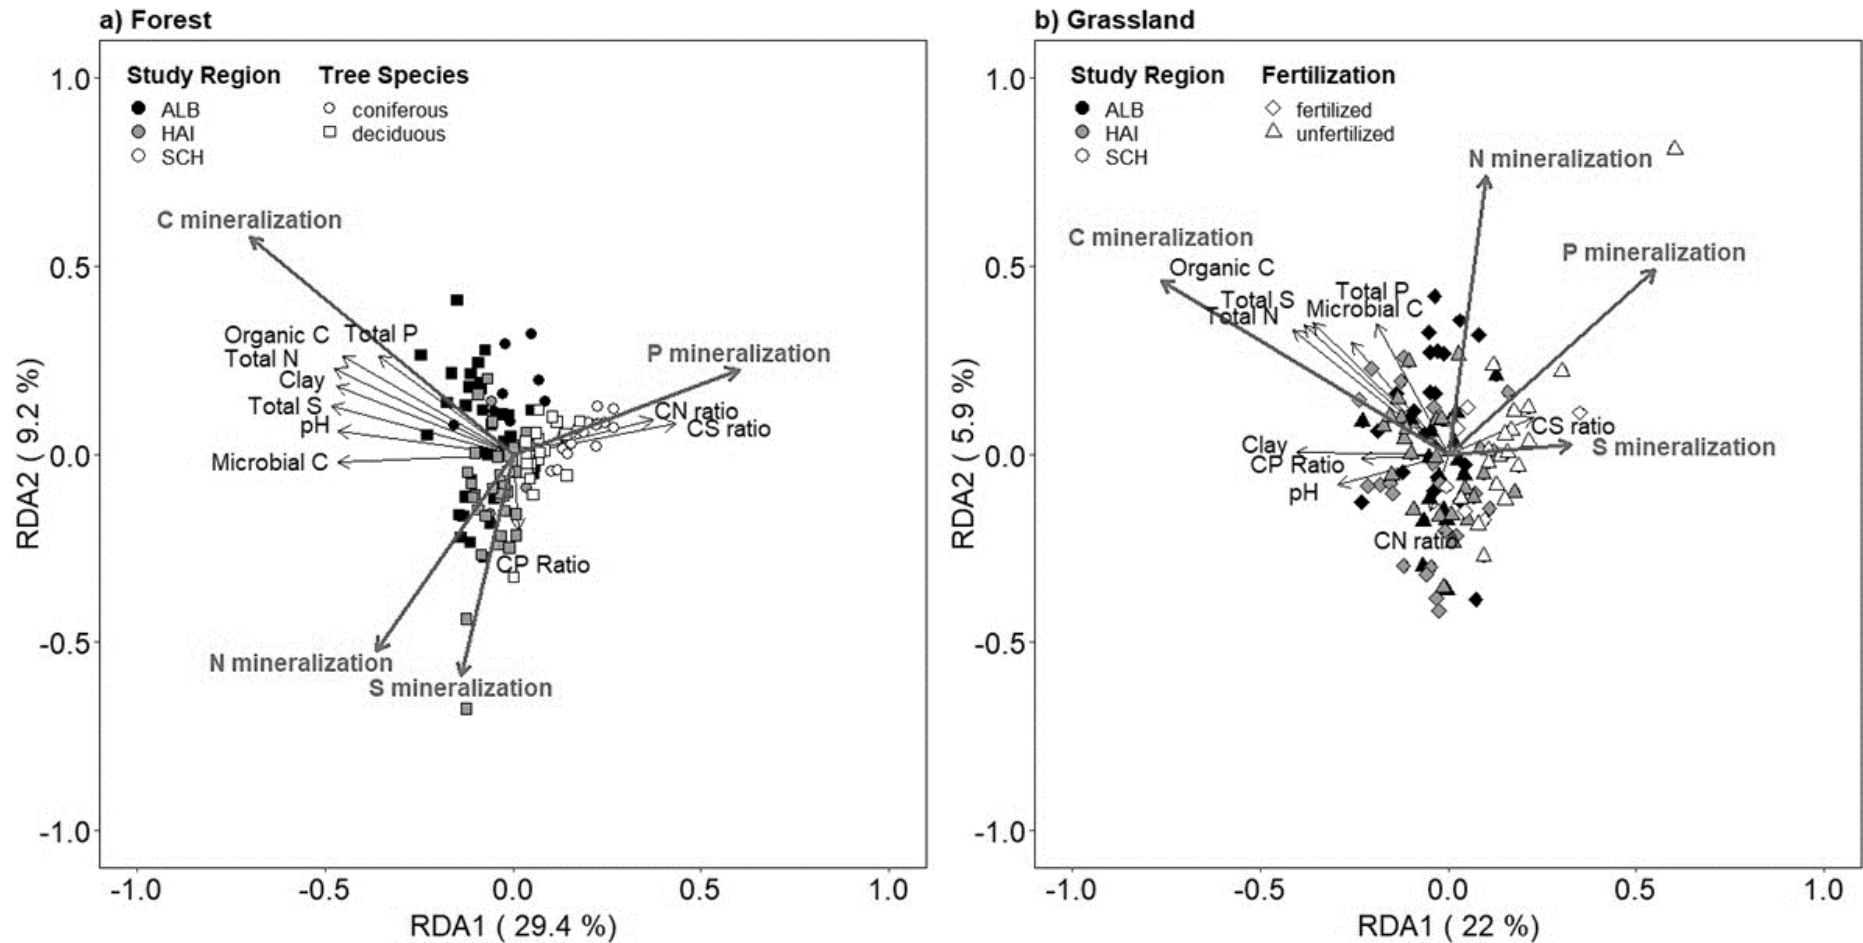 a) Forest
Study Region
Tree Species
ALB
coniferous
HAI
deciduous
SCH
1.0
0.5
0.0
-0.5
-1.0
RDA2 ( 9.2 %)
C mineralization
Organic C
Total P
Total N
Clay
Total S
pH
Microbial C
P mineralization
CN ratio
CS ratio
CP Ratio
N mineralization
S mineralization
-1.0
-0.5
0.0
0.5
1.0
RDA1 ( 29.4 %)
b) Grassland
Study Region
Fertilization
ALB
fertilized
HAI
unfertilized
SCH
1.0
0.5
0.0
-0.5
-1.0
RDA2 ( 5.9 %)
N mineralization
C mineralization
P mineralization
Organic C
Total P
Total S
Microbial C
Total N
CS ratio
S mineralization
Clay
CP Ratio
pH
CN ratio
-1.0
-0.5
0.0
0.5
1.0
RDA1 ( 22 %)